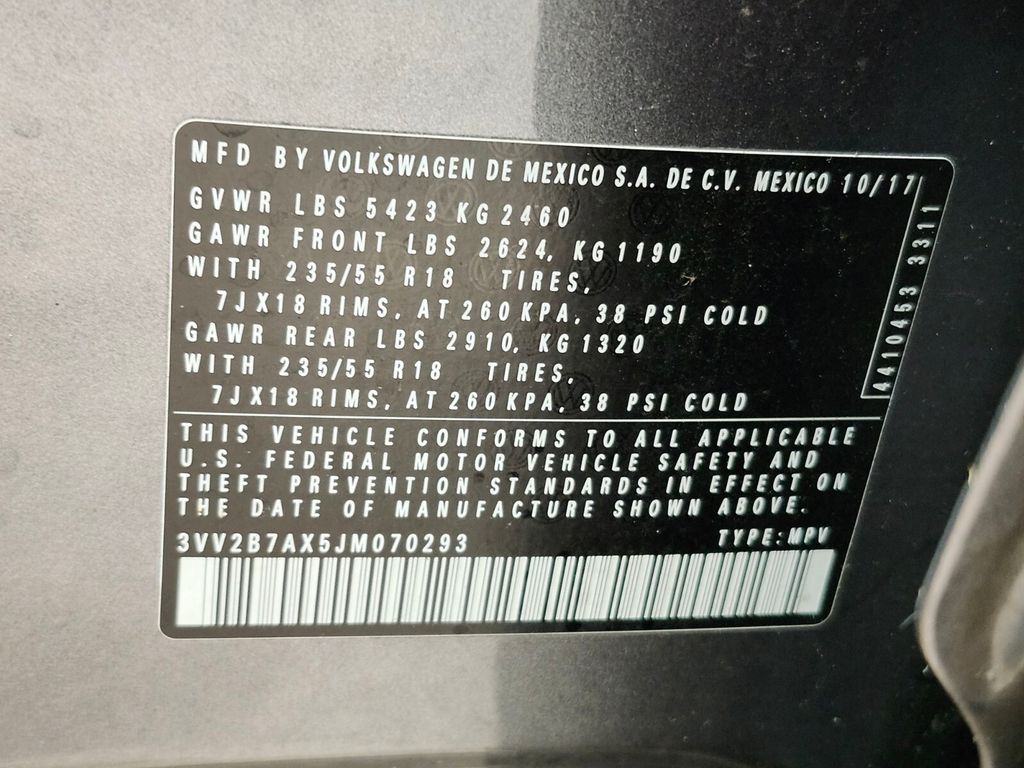 MFD BY VOLKSWAGEN DE MEXICO S.A. DE C.V. MEXICO 10/17
GVWR LBS 5423 KG 2460
GAWR FRONT LBS 2624, KG 1190
WITH 235/55 R18 TIRES,
7JX18 RIMS, AT 260 KPA, 38 PSI COLD
GAWR REAR LBS 2910, KG 1320
WITH 235/55 R18 TIRES,
7JX18 RIMS, AT 260 KPA, 38 PSI COLD
4410453 3311
THIS VEHICLE CONFORMS TO ALL APPLICABLE
U.S. FEDERAL MOTOR VEHICLE SAFETY AND
THEFT PREVENTION STANDARDS IN EFFECT ON
THE DATE OF MANUFACTURE SHOWN ABOVE.
3VV2B7AX5JM070293 TYPE:MPV